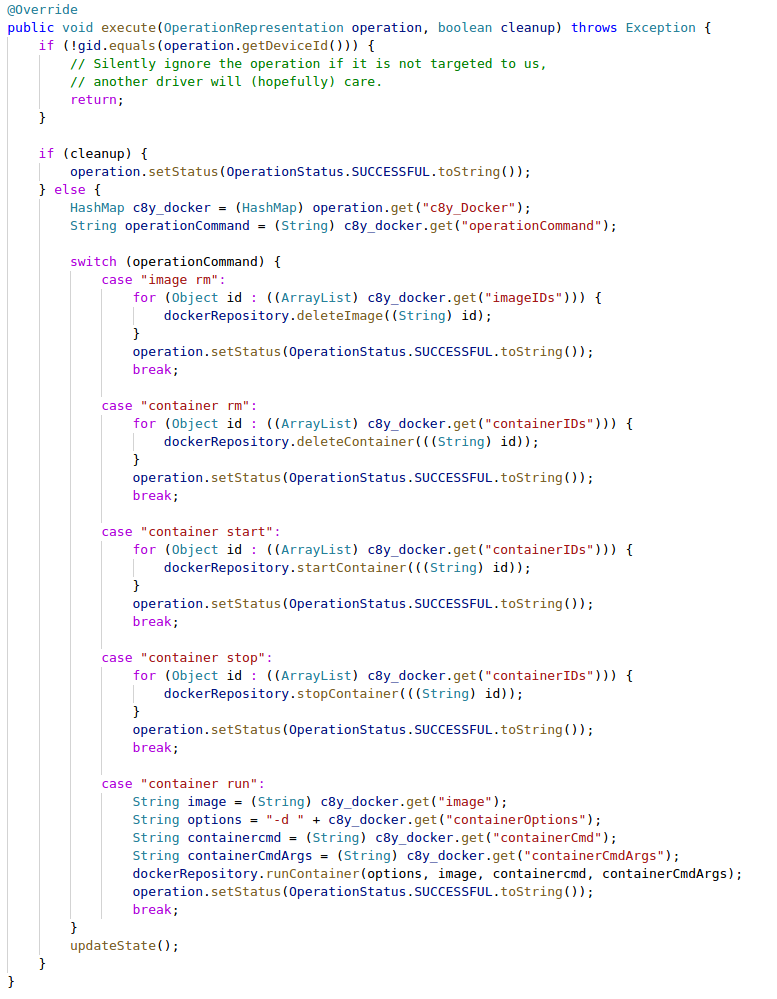 @Override
public void execute(OperationRepresentation operation, boolean cleanup) throws Exception {
    if (!gid.equals(operation.getDeviceId())) {
        // Silently ignore the operation if it is not targeted to us,
        // another driver will (hopefully) care.
        return;
    }

    if (cleanup) {
        operation.setStatus(OperationStatus.SUCCESSFUL.toString());
    } else {
        HashMap c8y_docker = (HashMap) operation.get("c8y_Docker");
        String operationCommand = (String) c8y_docker.get("operationCommand");

        switch (operationCommand) {
            case "image rm":
                for (Object id : ((ArrayList) c8y_docker.get("imageIDs"))) {
                    dockerRepository.deleteImage((String) id);
                }
                operation.setStatus(OperationStatus.SUCCESSFUL.toString());
                break;

            case "container rm":
                for (Object id : ((ArrayList) c8y_docker.get("containerIDs"))) {
                    dockerRepository.deleteContainer(((String) id));
                }
                operation.setStatus(OperationStatus.SUCCESSFUL.toString());
                break;

            case "container start":
                for (Object id : ((ArrayList) c8y_docker.get("containerIDs"))) {
                    dockerRepository.startContainer(((String) id));
                }
                operation.setStatus(OperationStatus.SUCCESSFUL.toString());
                break;

            case "container stop":
                for (Object id : ((ArrayList) c8y_docker.get("containerIDs"))) {
                    dockerRepository.stopContainer(((String) id));
                }
                operation.setStatus(OperationStatus.SUCCESSFUL.toString());
                break;

            case "container run":
                String image = (String) c8y_docker.get("image");
                String options = "-d " + c8y_docker.get("containerOptions");
                String containercmd = (String) c8y_docker.get("containerCmd");
                String containerCmdArgs = (String) c8y_docker.get("containerCmdArgs");
                dockerRepository.runContainer(options, image, containercmd, containerCmdArgs);
                operation.setStatus(OperationStatus.SUCCESSFUL.toString());
                break;
        }
        updateState();
    }
}